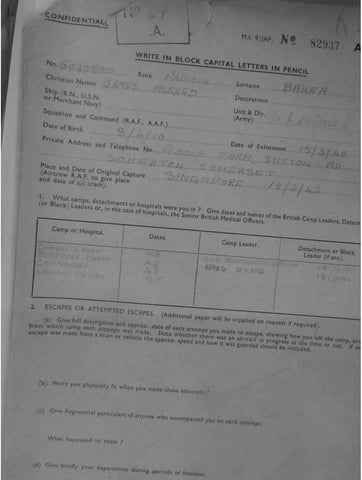 CONFIDENTIAL
No 41
A.
M.I. 9/JAP/ No 82937 A
WRITE IN BLOCK CAPITAL LETTERS IN PENCIL
No. Rank PRIVATE Surname BAKER
Christian Names JAMES ALFRED Decorations
Ship (R.N., U.S.N. or Merchant Navy) Unit & Div. (Army)
Squadron and Command (R.A.F., A.A.F.)
Date of Birth Date of Enlistment 15/3/40
Private Address and Telephone No. GOOCH FARM, SUTTON RD
SOMERTON SOMERSET
Place and Date of Original Capture SINGAPORE 15/2/42
(Aircrew R.A.F. to give place
and date of a/c crash).
1. What camps, detachments or hospitals were you in ? Give dates and names of the British Camp Leaders, Detach
(or Block) Leaders or, in the case of hospitals, the Senior British Medical Officers.
Camp or Hospital. Dates. Camp Leader. Detachment or Block
Leader (if any).
2. ESCAPES OR ATTEMPTED ESCAPES. (Additional paper will be supplied on request if required).
(a) Give full description and approx. date of each attempt you made to escape, showing how you left the camp, an
from which camp each attempt was made. State whether there was an air-raid in progress at the time or not. If
escape was made from a train or vehicle the approx. speed and how it was guarded should be included.
(b) Were you physically fit when you made these attempts ?
(c) Give Regimental particulars of anyone who accompanied you on each attempt.
What happened to them ?
(d) Give briefly your experiences during periods of freedom.